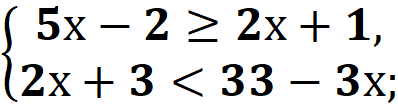 5x − 2 ≥ 2x + 1,
2x + 3 < 33 − 3x;